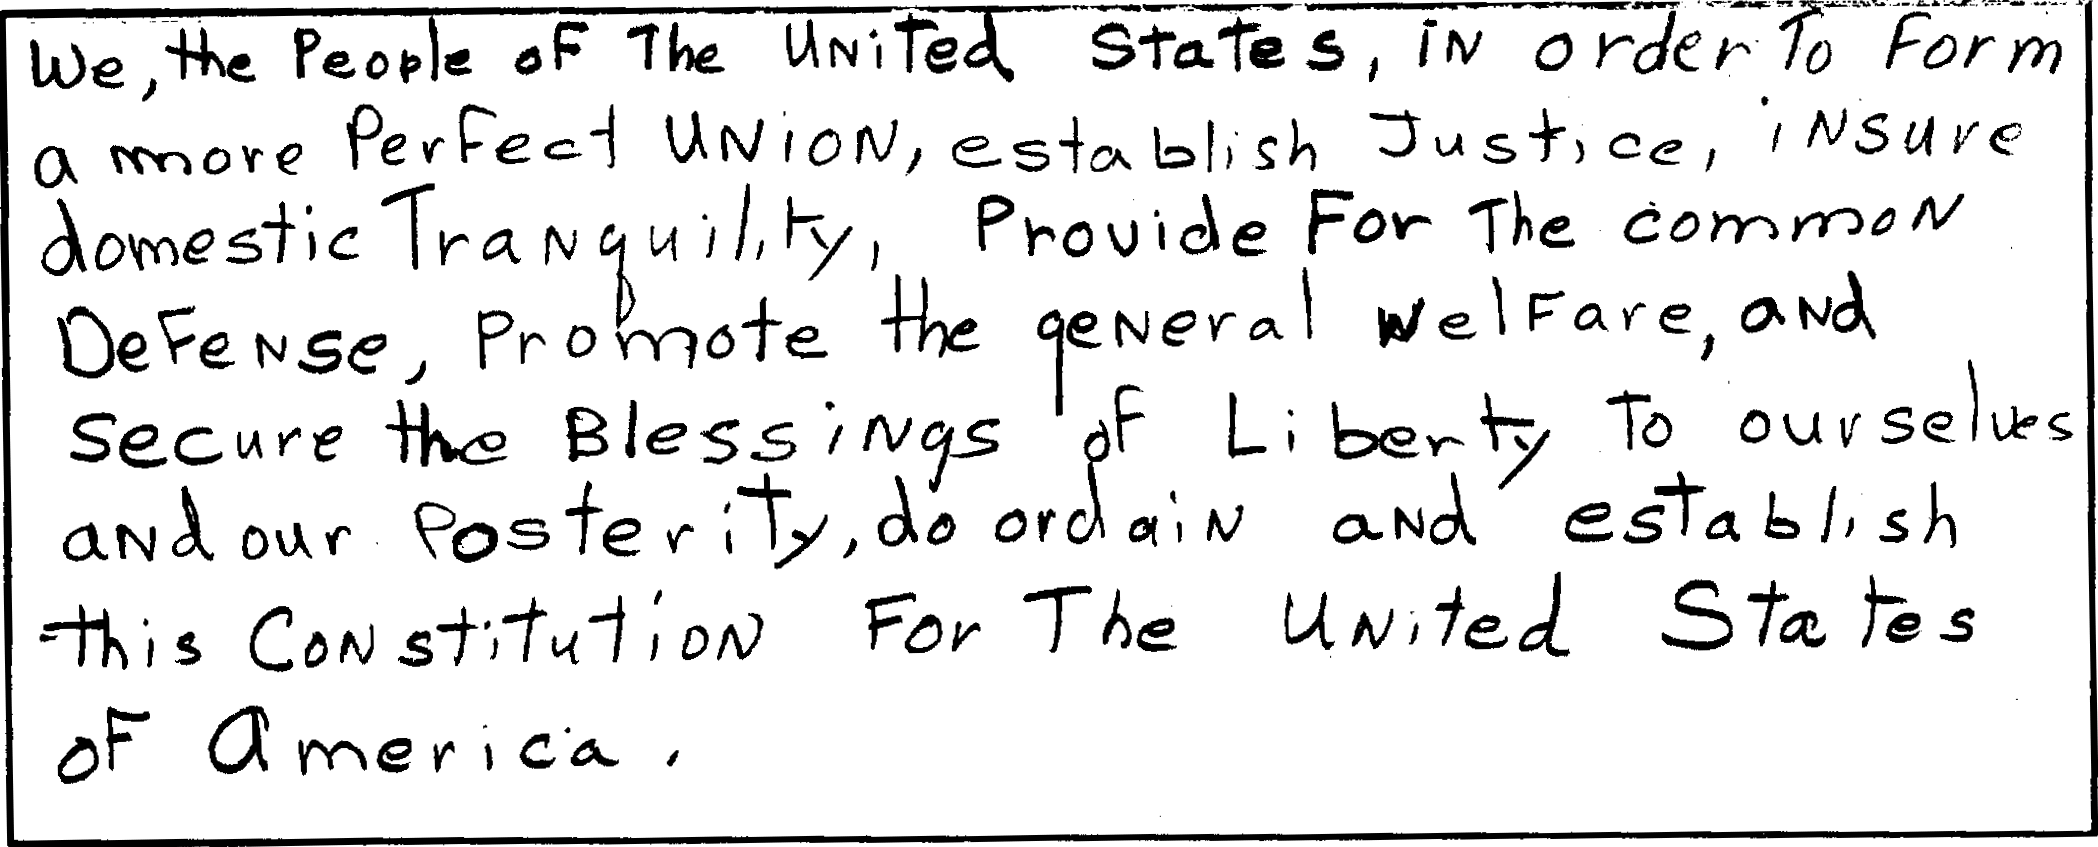 We, the People of The United States, in order To Form
a more Perfect Union, establish Justice, insure
domestic Tranquility, Provide For The common
Defense, Promote the general welfare, and
secure the Blessings of Liberty To ourselves
and our Posterity, do ordain and establish
this Constitution For The United States
of America.